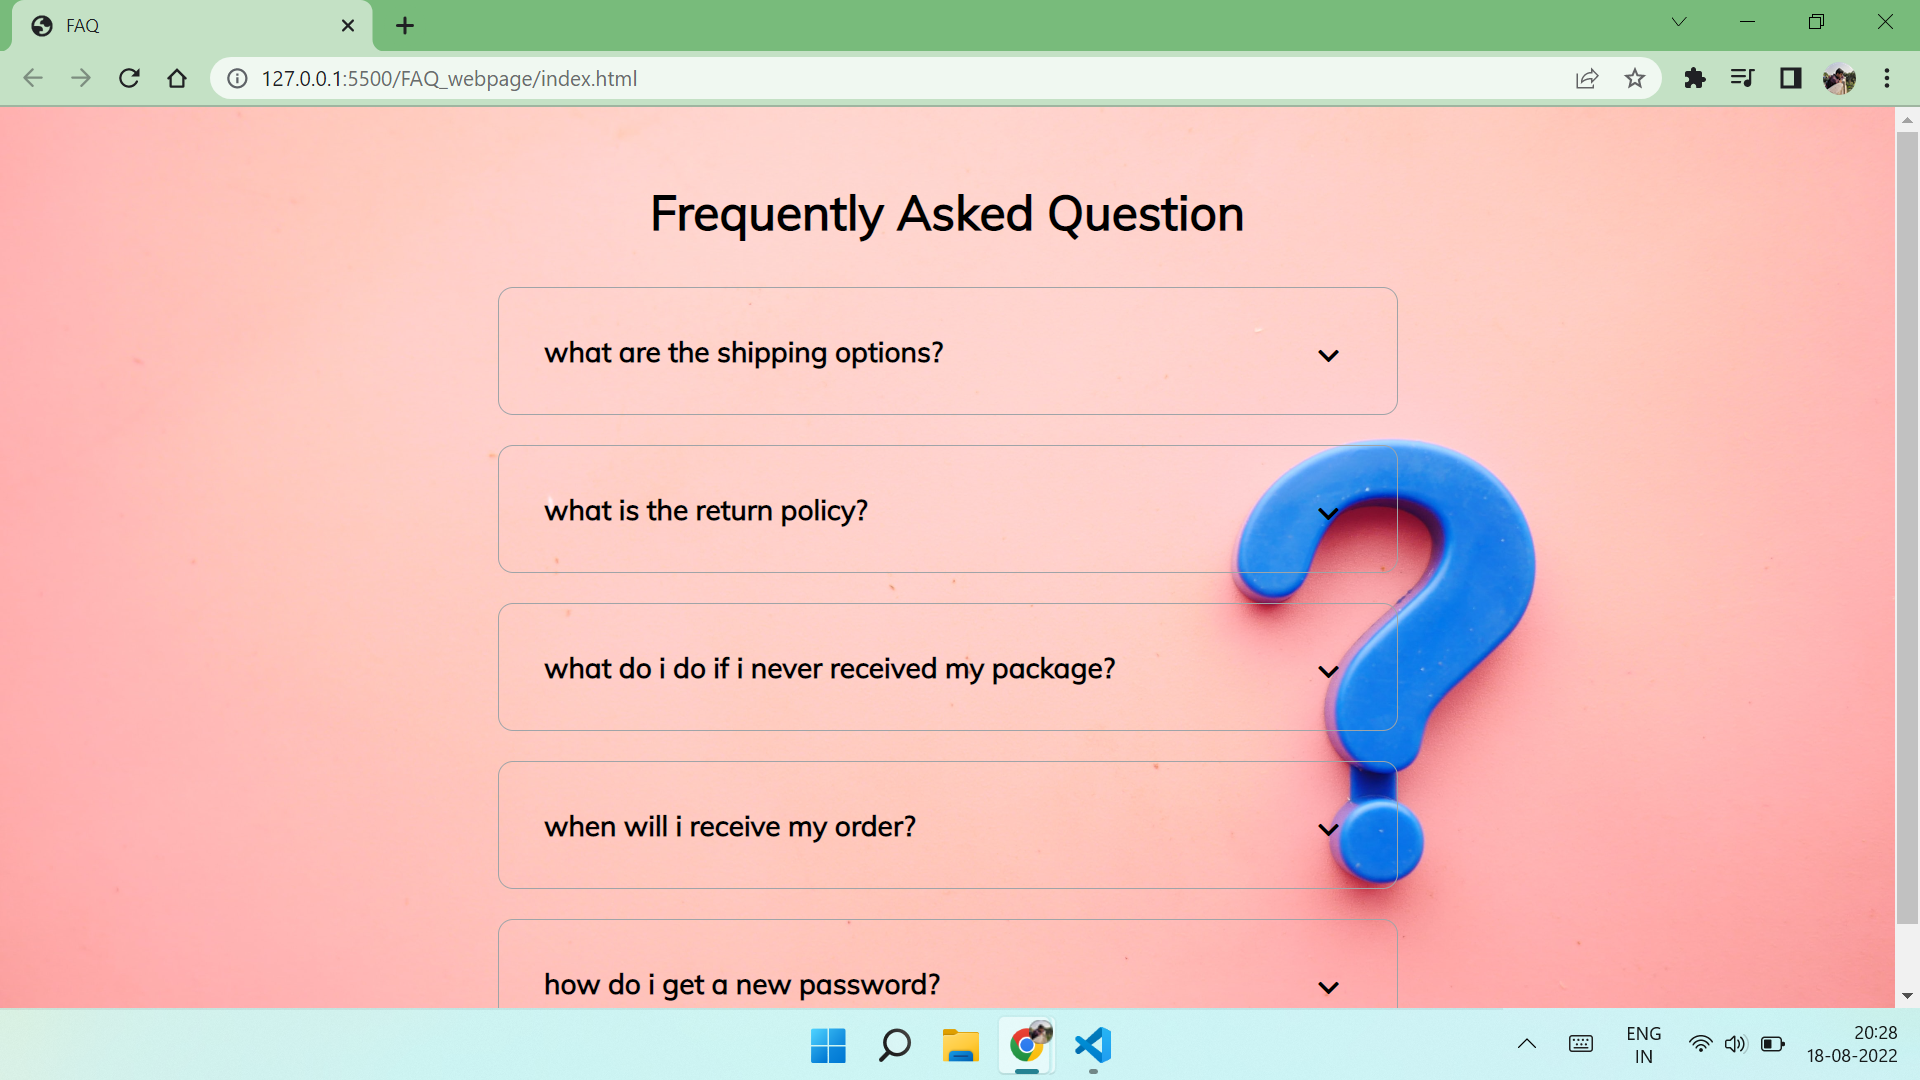 FAQ
127.0.0.1:5500/FAQ_webpage/index.html
Frequently Asked Question
what are the shipping options?
what is the return policy?
what do i do if i never received my package?
when will i receive my order?
how do i get a new password?
ENG
IN
20:28
18-08-2022